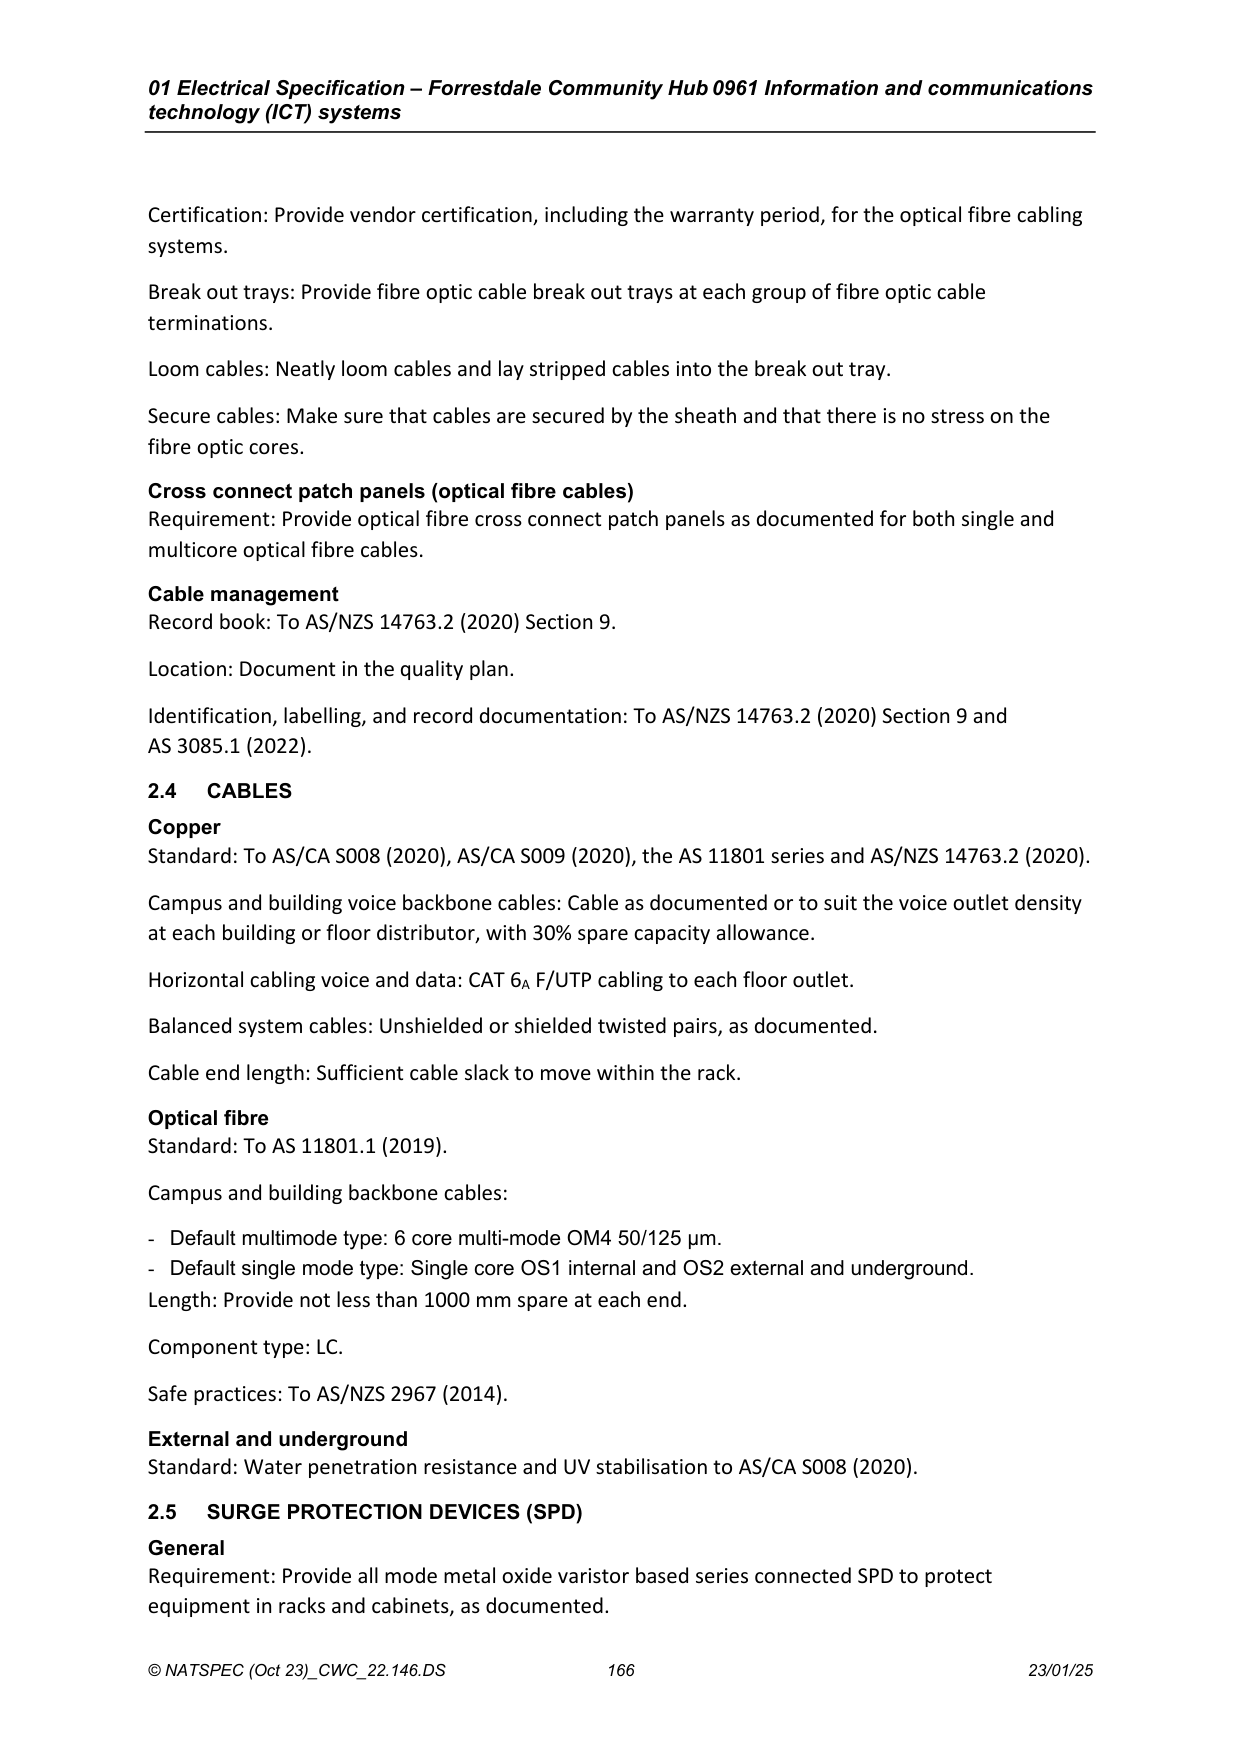 01 Electrical Specification – Forrestdale Community Hub 0961 Information and communications
technology (ICT) systems
Certification: Provide vendor certification, including the warranty period, for the optical fibre cabling
systems.
Break out trays: Provide fibre optic cable break out trays at each group of fibre optic cable
terminations.
Loom cables: Neatly loom cables and lay stripped cables into the break out tray.
Secure cables: Make sure that cables are secured by the sheath and that there is no stress on the
fibre optic cores.
Cross connect patch panels (optical fibre cables)
Requirement: Provide optical fibre cross connect patch panels as documented for both single and
multicore optical fibre cables.
Cable management
Record book: To AS/NZS 14763.2 (2020) Section 9.
Location: Document in the quality plan.
Identification, labelling, and record documentation: To AS/NZS 14763.2 (2020) Section 9 and
AS 3085.1 (2022).
2.4 CABLES
Copper
Standard: To AS/CA S008 (2020), AS/CA S009 (2020), the AS 11801 series and AS/NZS 14763.2 (2020).
Campus and building voice backbone cables: Cable as documented or to suit the voice outlet density
at each building or floor distributor, with 30% spare capacity allowance.
Horizontal cabling voice and data: CAT 6A F/UTP cabling to each floor outlet.
Balanced system cables: Unshielded or shielded twisted pairs, as documented.
Cable end length: Sufficient cable slack to move within the rack.
Optical fibre
Standard: To AS 11801.1 (2019).
Campus and building backbone cables:
- Default multimode type: 6 core multi-mode OM4 50/125 µm.
- Default single mode type: Single core OS1 internal and OS2 external and underground.
Length: Provide not less than 1000 mm spare at each end.
Component type: LC.
Safe practices: To AS/NZS 2967 (2014).
External and underground
Standard: Water penetration resistance and UV stabilisation to AS/CA S008 (2020).
2.5 SURGE PROTECTION DEVICES (SPD)
General
Requirement: Provide all mode metal oxide varistor based series connected SPD to protect
equipment in racks and cabinets, as documented.
© NATSPEC (Oct 23)_CWC_22.146.DS 166 23/01/25